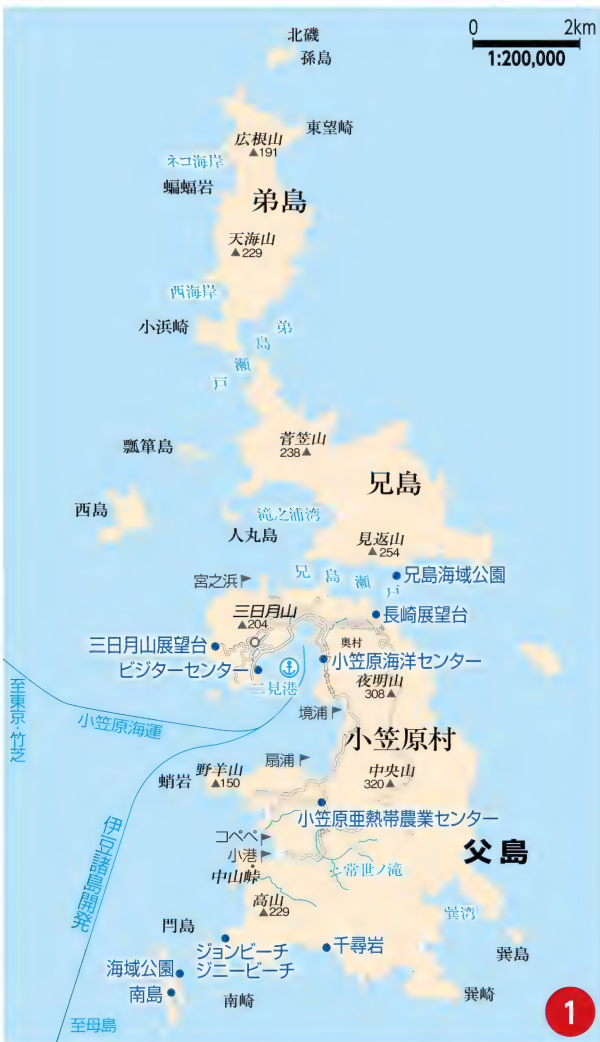 北磯
孫島
0 2km
1:200,000
東望崎
広根山
▲191
ネコ海岸
蝙蝠岩
弟島
天海山
▲229
西海岸
小浜崎
弟島瀬戸
瓢箪島
菅笠山
238▲
兄島
西島
滝之浦湾
人丸島
見返山
▲254
兄島瀬戸
宮之浜
兄島海域公園
三日月山
▲204
長崎展望台
三日月山展望台
奥村
ビジターセンター
小笠原海洋センター
二見港
夜明山
308▲
至東京・竹芝
小笠原海運
境浦
小笠原村
扇浦
野羊山
▲150
中央山
320▲
蛸岩
小笠原亜熱帯農業センター
伊豆諸島開発
コペペ
小港
中山峠
常世ノ滝
父島
高山
▲229
巽湾
門島
ジョンビーチ
ジニービーチ
千尋岩
巽島
海域公園
南島
南崎
巽崎
至母島
1